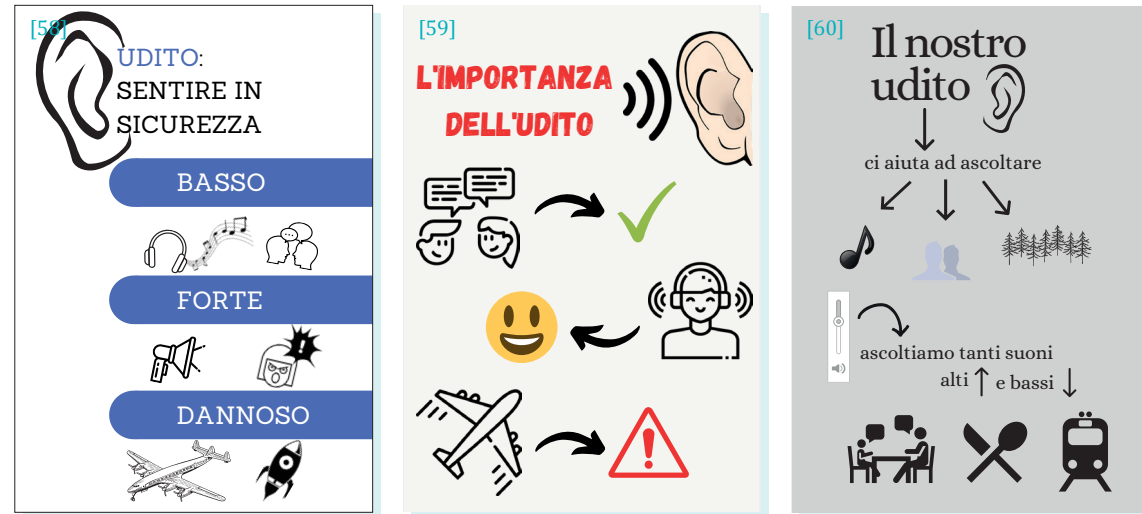 [58]
UDITO:
SENTIRE IN
SICUREZZA
BASSO
FORTE
!
DANNOSO
[59]
L'IMPORTANZA
DELL'UDITO
!
[60]
Il nostro
udito
ci aiuta ad ascoltare
ascoltiamo tanti suoni
alti
e bassi